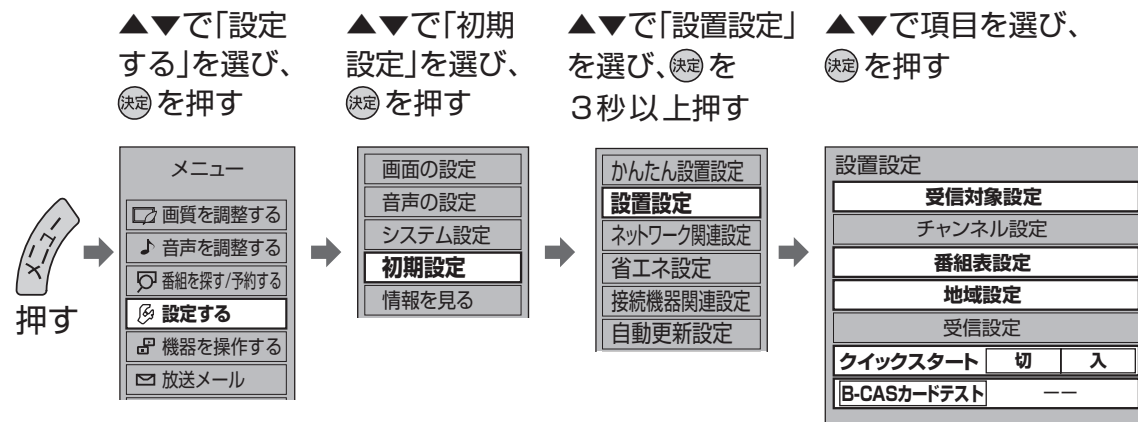 ▲▼で「設定
する」を選び、
決定 を押す
▲▼で「初期
設定」を選び、
決定 を押す
▲▼で「設置設定」
を選び、決定 を
3秒以上押す
▲▼で項目を選び、
決定 を押す
メニュー
押す
メニュー
画質を調整する
音声を調整する
番組を探す/予約する
設定する
機器を操作する
放送メール
画面の設定
音声の設定
システム設定
初期設定
情報を見る
かんたん設置設定
設置設定
ネットワーク関連設定
省エネ設定
接続機器関連設定
自動更新設定
設置設定
受信対象設定
チャンネル設定
番組表設定
地域設定
受信設定
クイックスタート 切 入
B-CASカードテスト −−